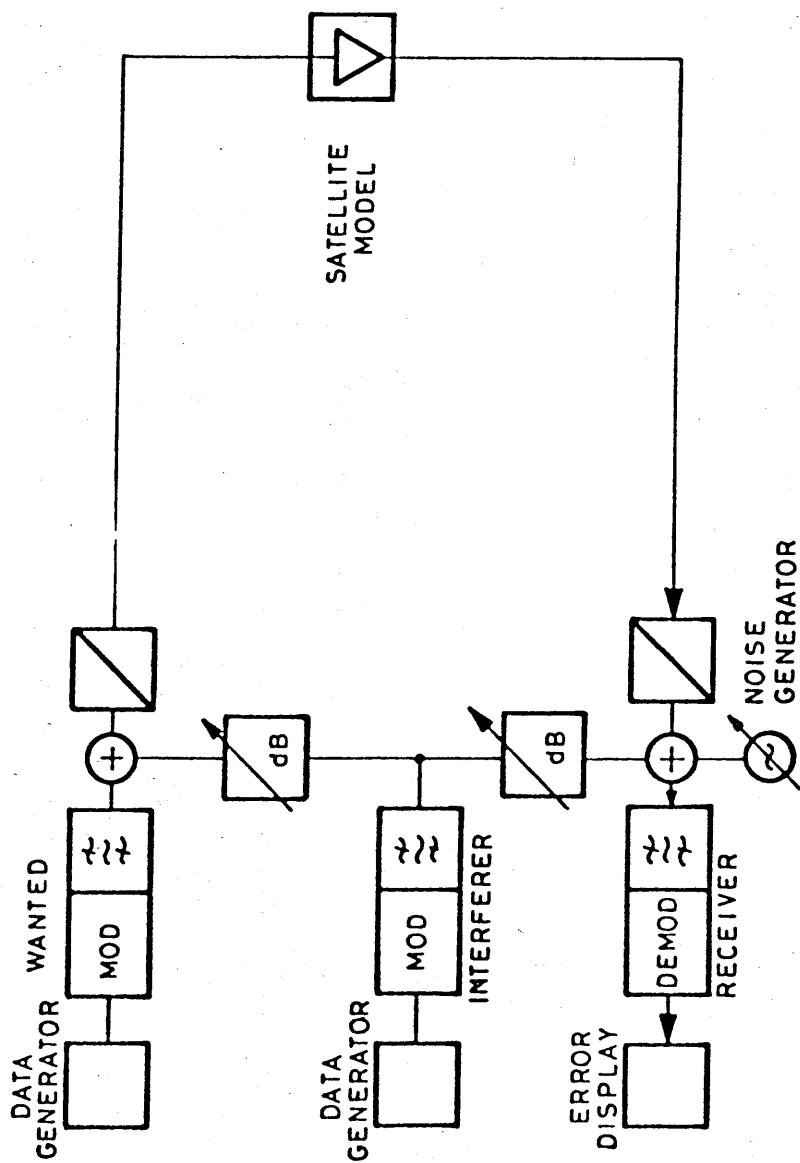 DATA
GENERATOR
WANTED
MOD
+
dB
SATELLITE
MODEL
DATA
GENERATOR
MOD
INTERFERER
dB
ERROR
DISPLAY
DEMOD
RECEIVER
+
NOISE
GENERATOR